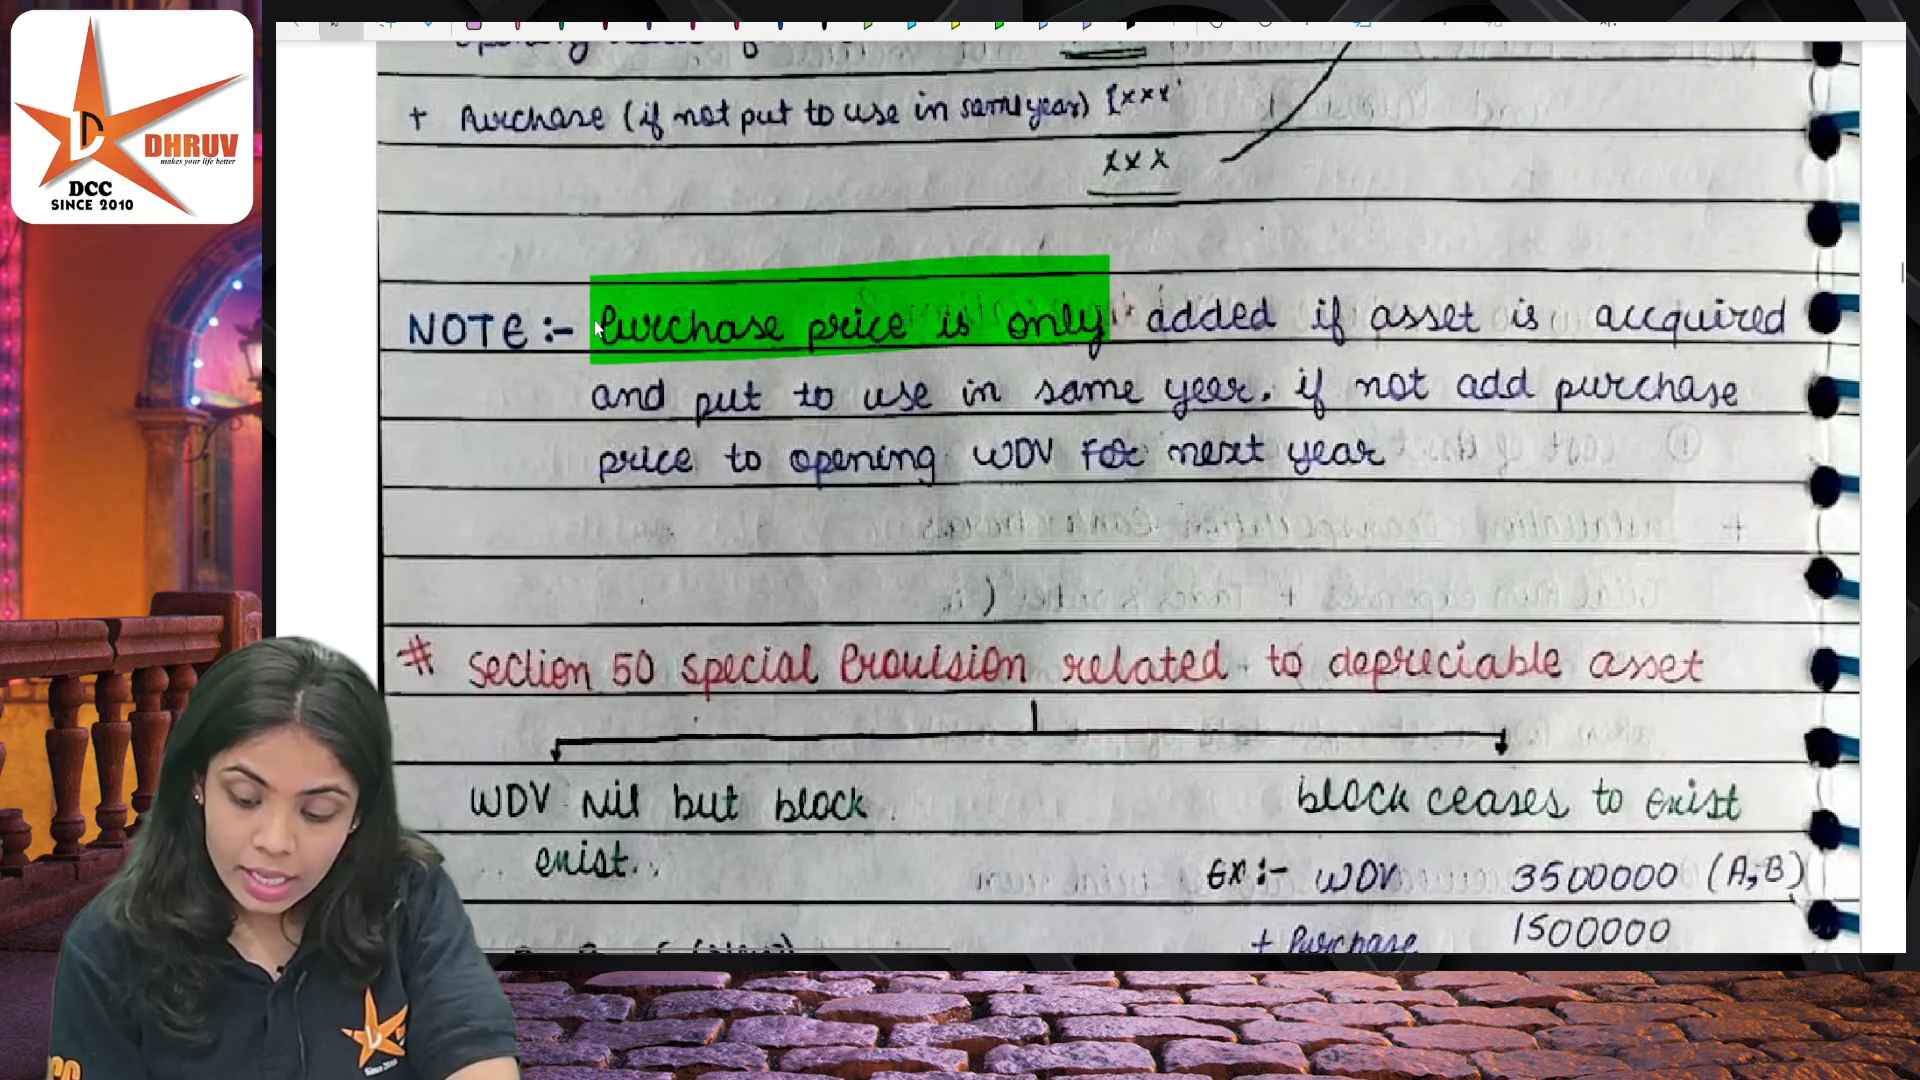 DHRUV
makes your life better
DCC
SINCE 2010
+ Purchase (if not put to use in same year) [xxx
xxx
NOTE :- Purchase price is only added if asset is accquired
and put to use in same year. if not add purchase
price to opening WDV For next year
# Section 50 Special Provision related to depreciable asset
WDV Nil but block
exist.
block ceases to exist
Ex :- WDV 3500000 (A, B)
+ Purchase 1500000